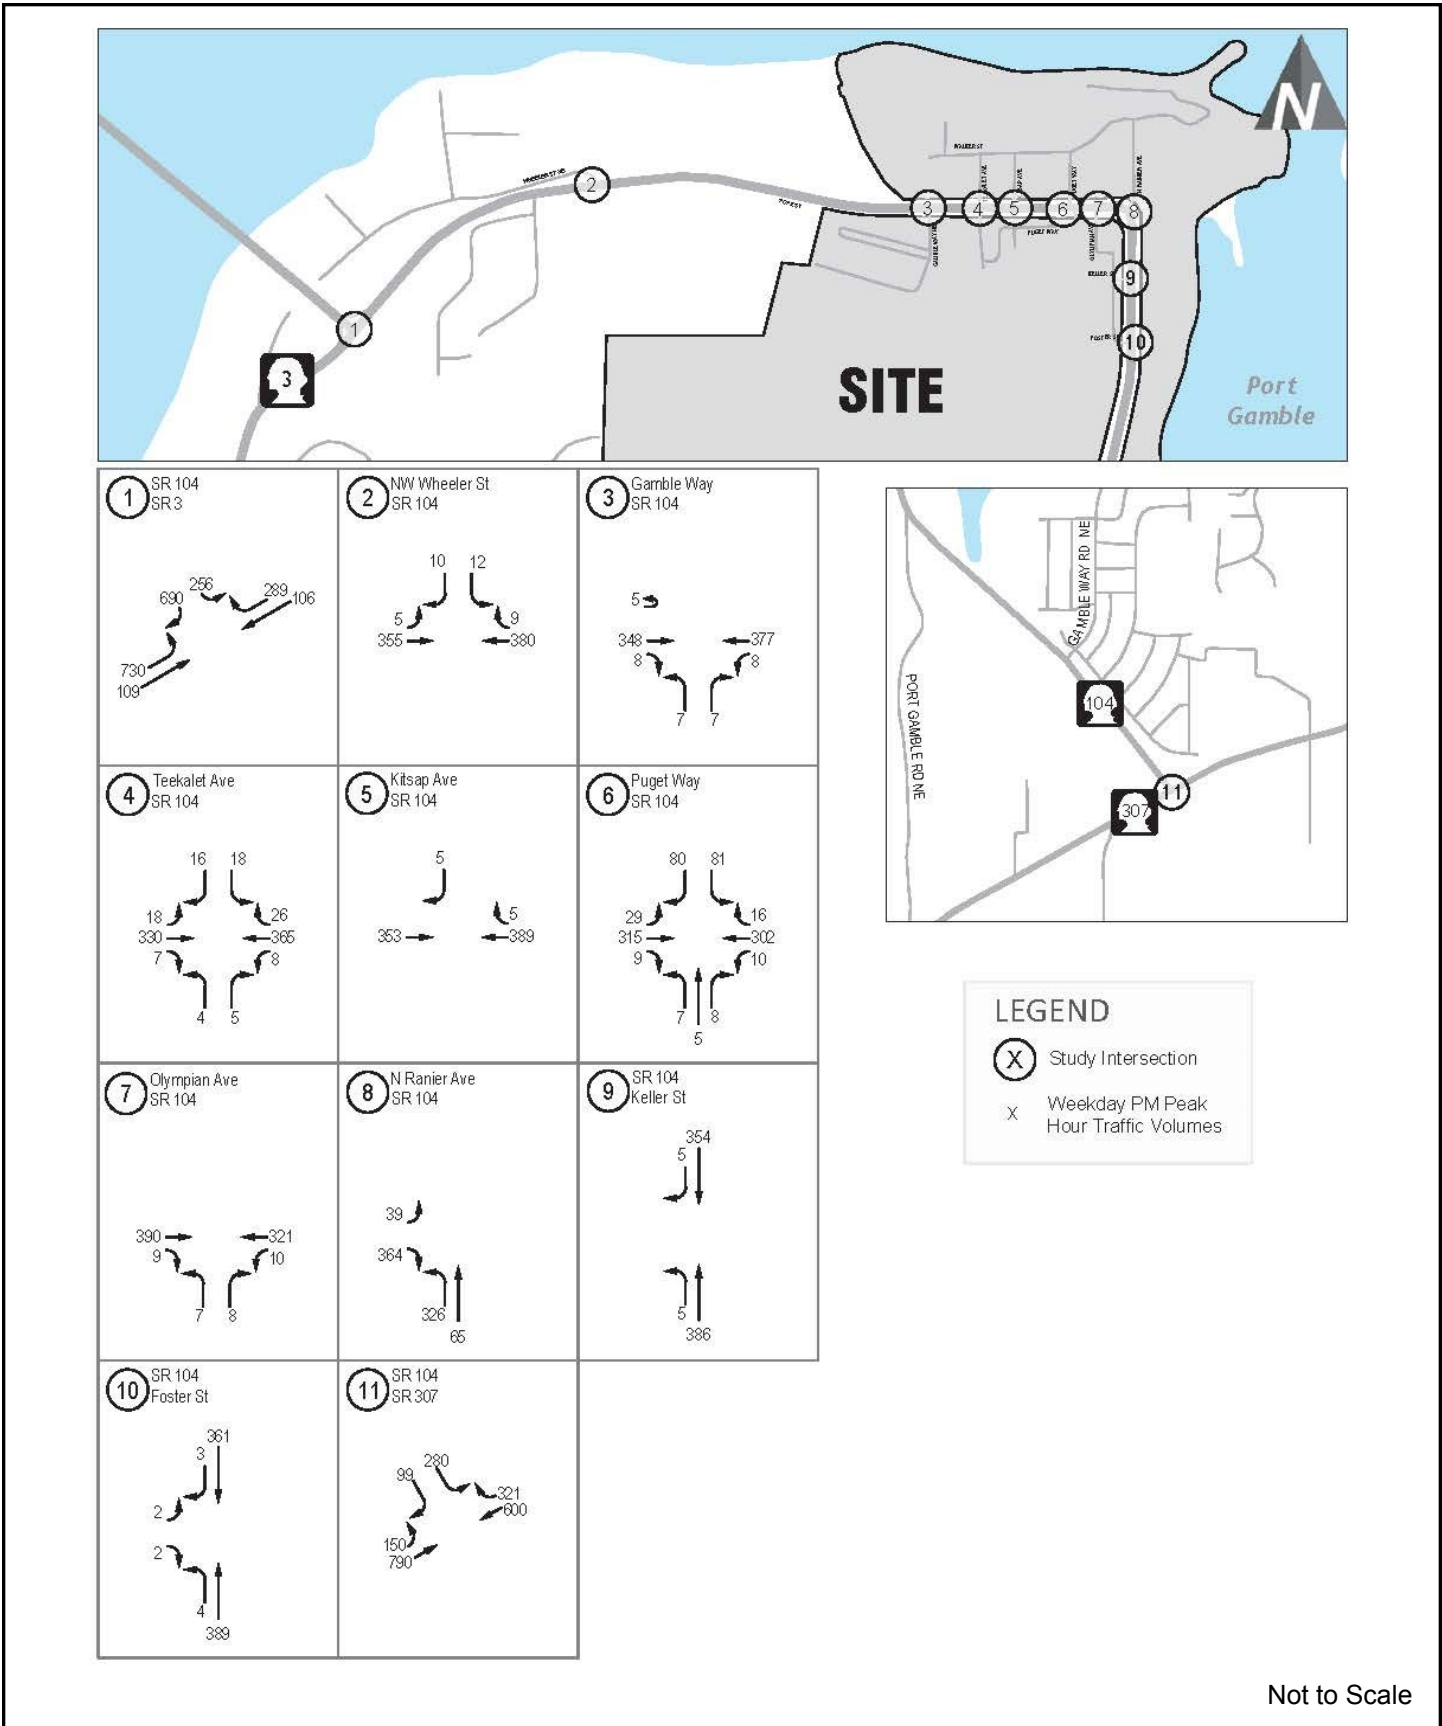 N
WHEELER ST NW
1
2
3
4
5
6
7
8
9
10
3
PUGET WAY
SITE
Port
Gamble
1
SR 104
SR 3
690
256
289
106
730
109
2
NW Wheeler St
SR 104
10
12
5
9
355
380
3
Gamble Way
SR 104
5
348
377
8
8
7
7
4
Teekalet Ave
SR 104
16
18
18
26
330
365
7
8
4
5
5
Kitsap Ave
SR 104
5
5
353
389
6
Puget Way
SR 104
80
81
29
16
315
302
9
10
7
8
5
7
Olympian Ave
SR 104
390
321
9
10
7
8
8
N Ranier Ave
SR 104
39
364
326
65
9
SR 104
Keller St
354
5
5
386
10
SR 104
Foster St
361
3
2
2
4
389
11
SR 104
SR 307
280
99
321
600
150
790
GAMBLE WAY RD NE
PORT GAMBLE RD NE
104
11
307
LEGEND
X Study Intersection
X Weekday PM Peak
Hour Traffic Volumes
Not to Scale